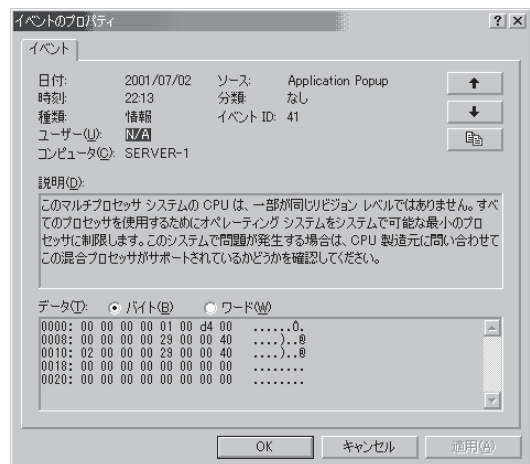 イベントのプロパティ
イベント
日付: 2001/07/02 ソース: Application Popup
時刻: 22:13 分類: なし
種類: 情報 イベント ID: 41
ユーザー(U): N/A
コンピュータ(C): SERVER-1
説明(D):
このマルチプロセッサ システムの CPU は、一部が同じリビジョン レベルではありません。すべ
てのプロセッサを使用するためにオペレーティング システムをシステムで可能な最小のプロ
セッサに制限します。このシステムで問題が発生する場合は、CPU 製造元に問い合わせて
この混合プロセッサがサポートされているかどうかを確認してください。
データ(T): バイト(B) ワード(W)
0000: 00 00 00 00 01 00 d4 00 ......Ô.
0008: 00 00 00 00 29 00 00 40 ....)..@
0010: 02 00 00 00 29 00 00 40 ....)..@
0018: 00 00 00 00 00 00 00 00 ........
0020: 00 00 00 00 00 00 00 00 ........
OK キャンセル 適用(A)